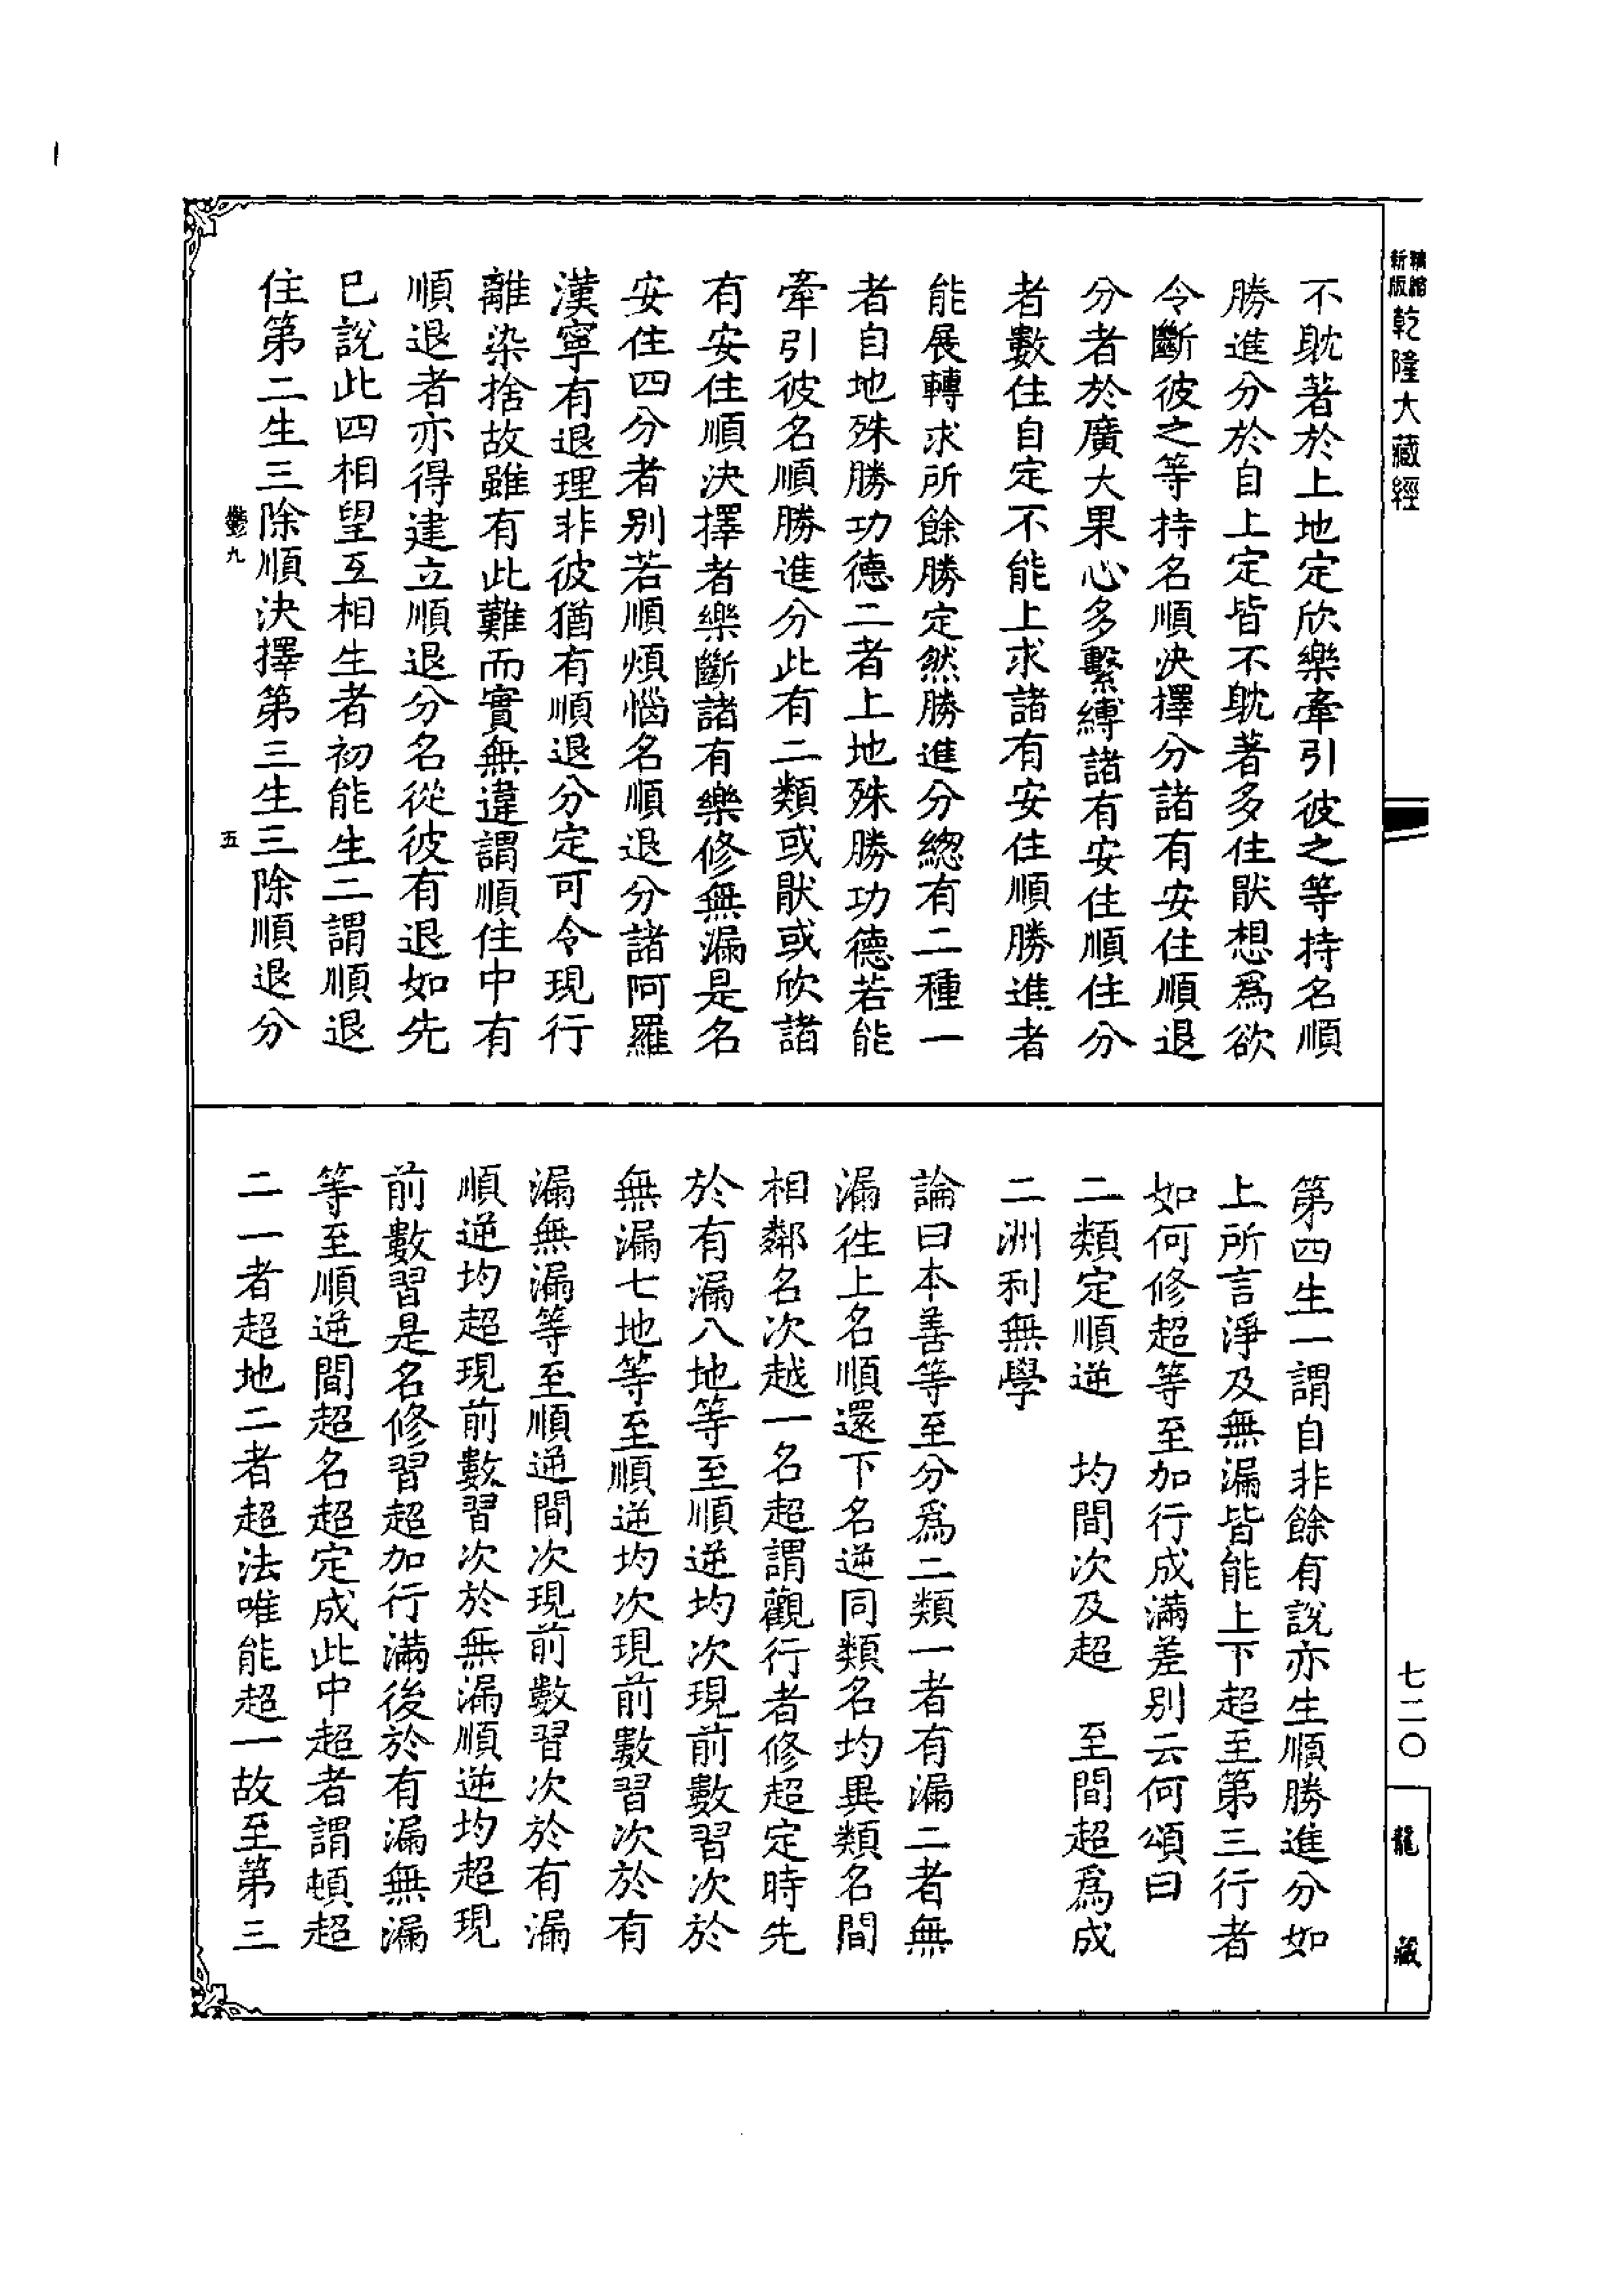 精縮
新版
乾隆大藏經
七二〇
龍藏
不耽著於上地定欣樂牽引彼之等持名順
勝進分於自上定皆不耽著多住猒想爲欲
令斷彼之等持名順決擇分諸有安住順退
分者於廣大果心多繫縛諸有安住順住分
者數住自定不能上求諸有安住順勝進者
能展轉求所餘勝定然勝進分總有二種一
者自地殊勝功德二者上地殊勝功德若能
牽引彼名順勝進分此有二類或猒或欣諸
有安住順決擇者樂斷諸有樂修無漏是名
安住四分者別若順煩惱名順退分諸阿羅
漢寧有退理非彼猶有順退分定可令現行
離染捨故雖有此難而實無違謂順住中有
順退者亦得建立順退分名從彼有退如先
已說此四相望互相生者初能生二謂順退
住第二生三除順決擇第三生三除順退分
鬱九
五
第四生一謂自非餘有說亦生順勝進分如
上所言淨及無漏皆能上下超至第三行者
如何修超等至加行成滿差別云何頌曰
二類定順逆　均間次及超　至間超爲成
二洲利無學
論曰本善等至分爲二類一者有漏二者無
漏徃上名順還下名逆同類名均異類名間
相鄰名次越一名超謂觀行者修超定時先
於有漏八地等至順逆均次現前數習次於
無漏七地等至順逆均次現前數習次於有
漏無漏等至順逆間次現前數習次於有漏
順逆均超現前數習次於無漏順逆均超現
前數習是名修習超加行滿後於有漏無漏
等至順逆間超名超定成此中超者謂頓超
二一者超地二者超法唯能超一故至第三